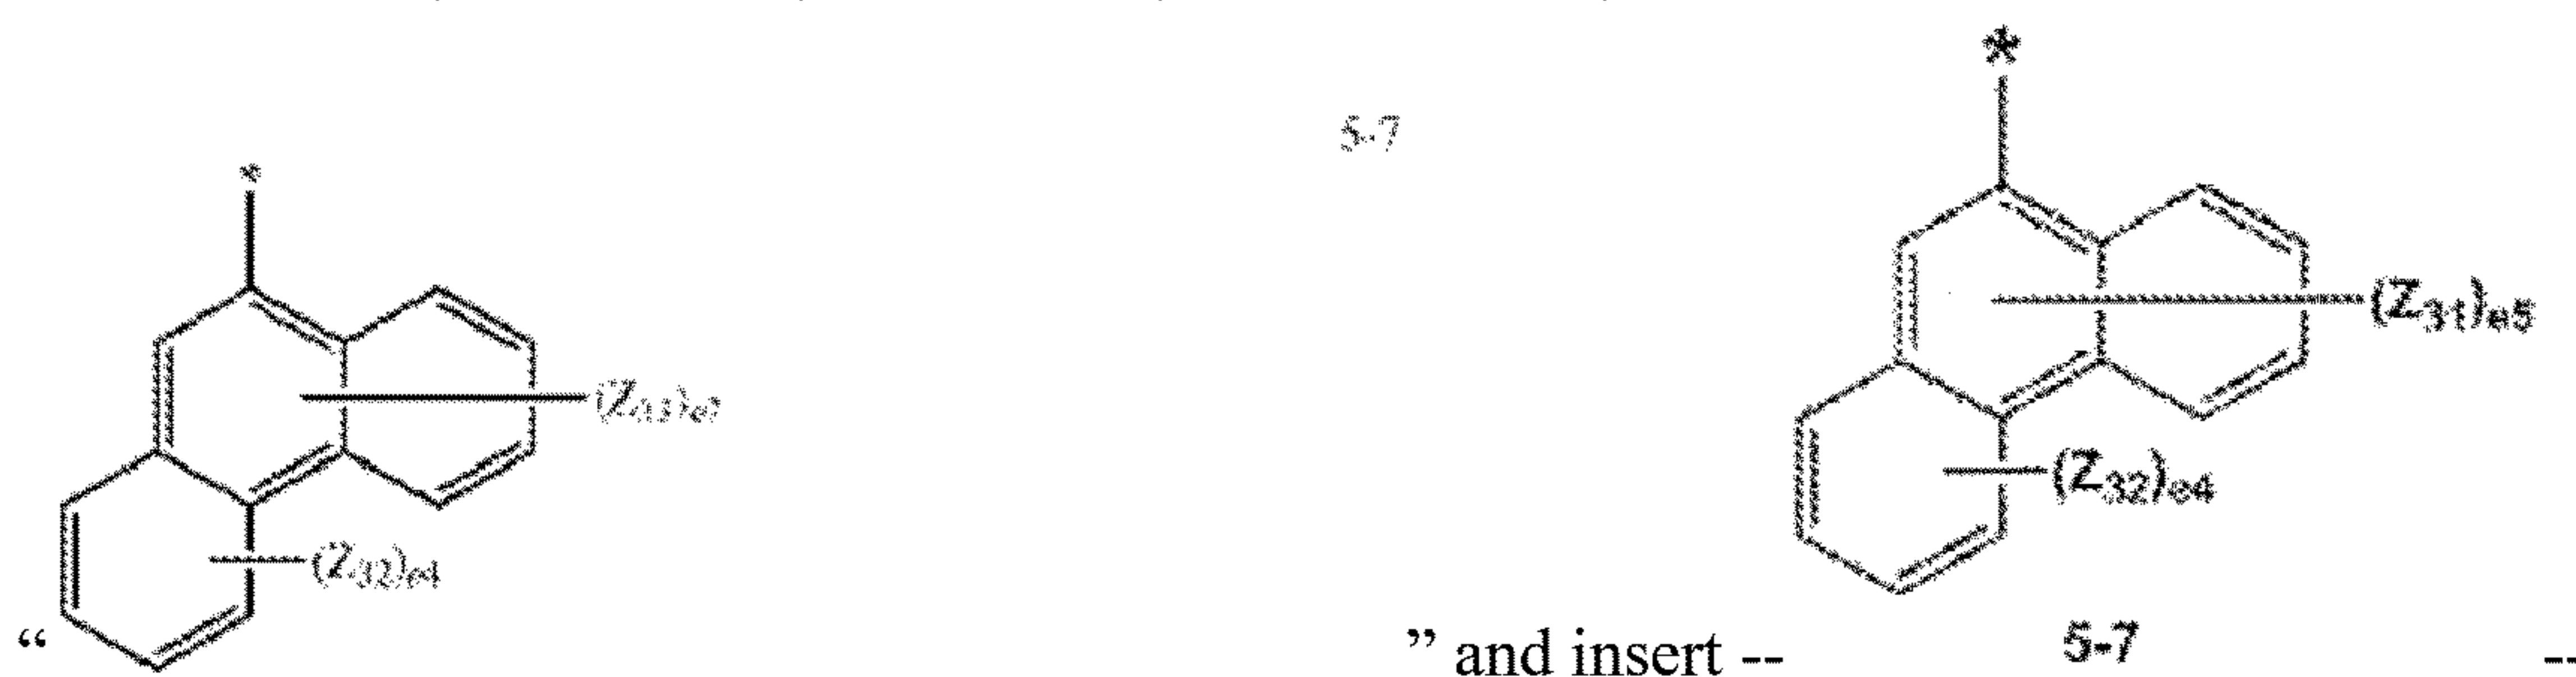 *
5-7
(Z32)e4
“
*
(Z31)e5
(Z32)e4
” and insert -- 5-7 --